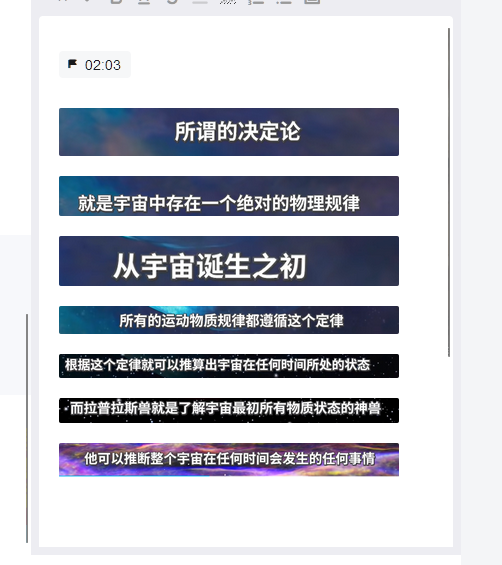 02:03
所谓的决定论
就是宇宙中存在一个绝对的物理规律
从宇宙诞生之初
所有的运动物质规律都遵循这个定律
根据这个定律就可以推算出宇宙在任何时间所处的状态
而拉普拉斯兽就是了解宇宙最初所有物质状态的神兽
他可以推断整个宇宙在任何时间会发生的任何事情